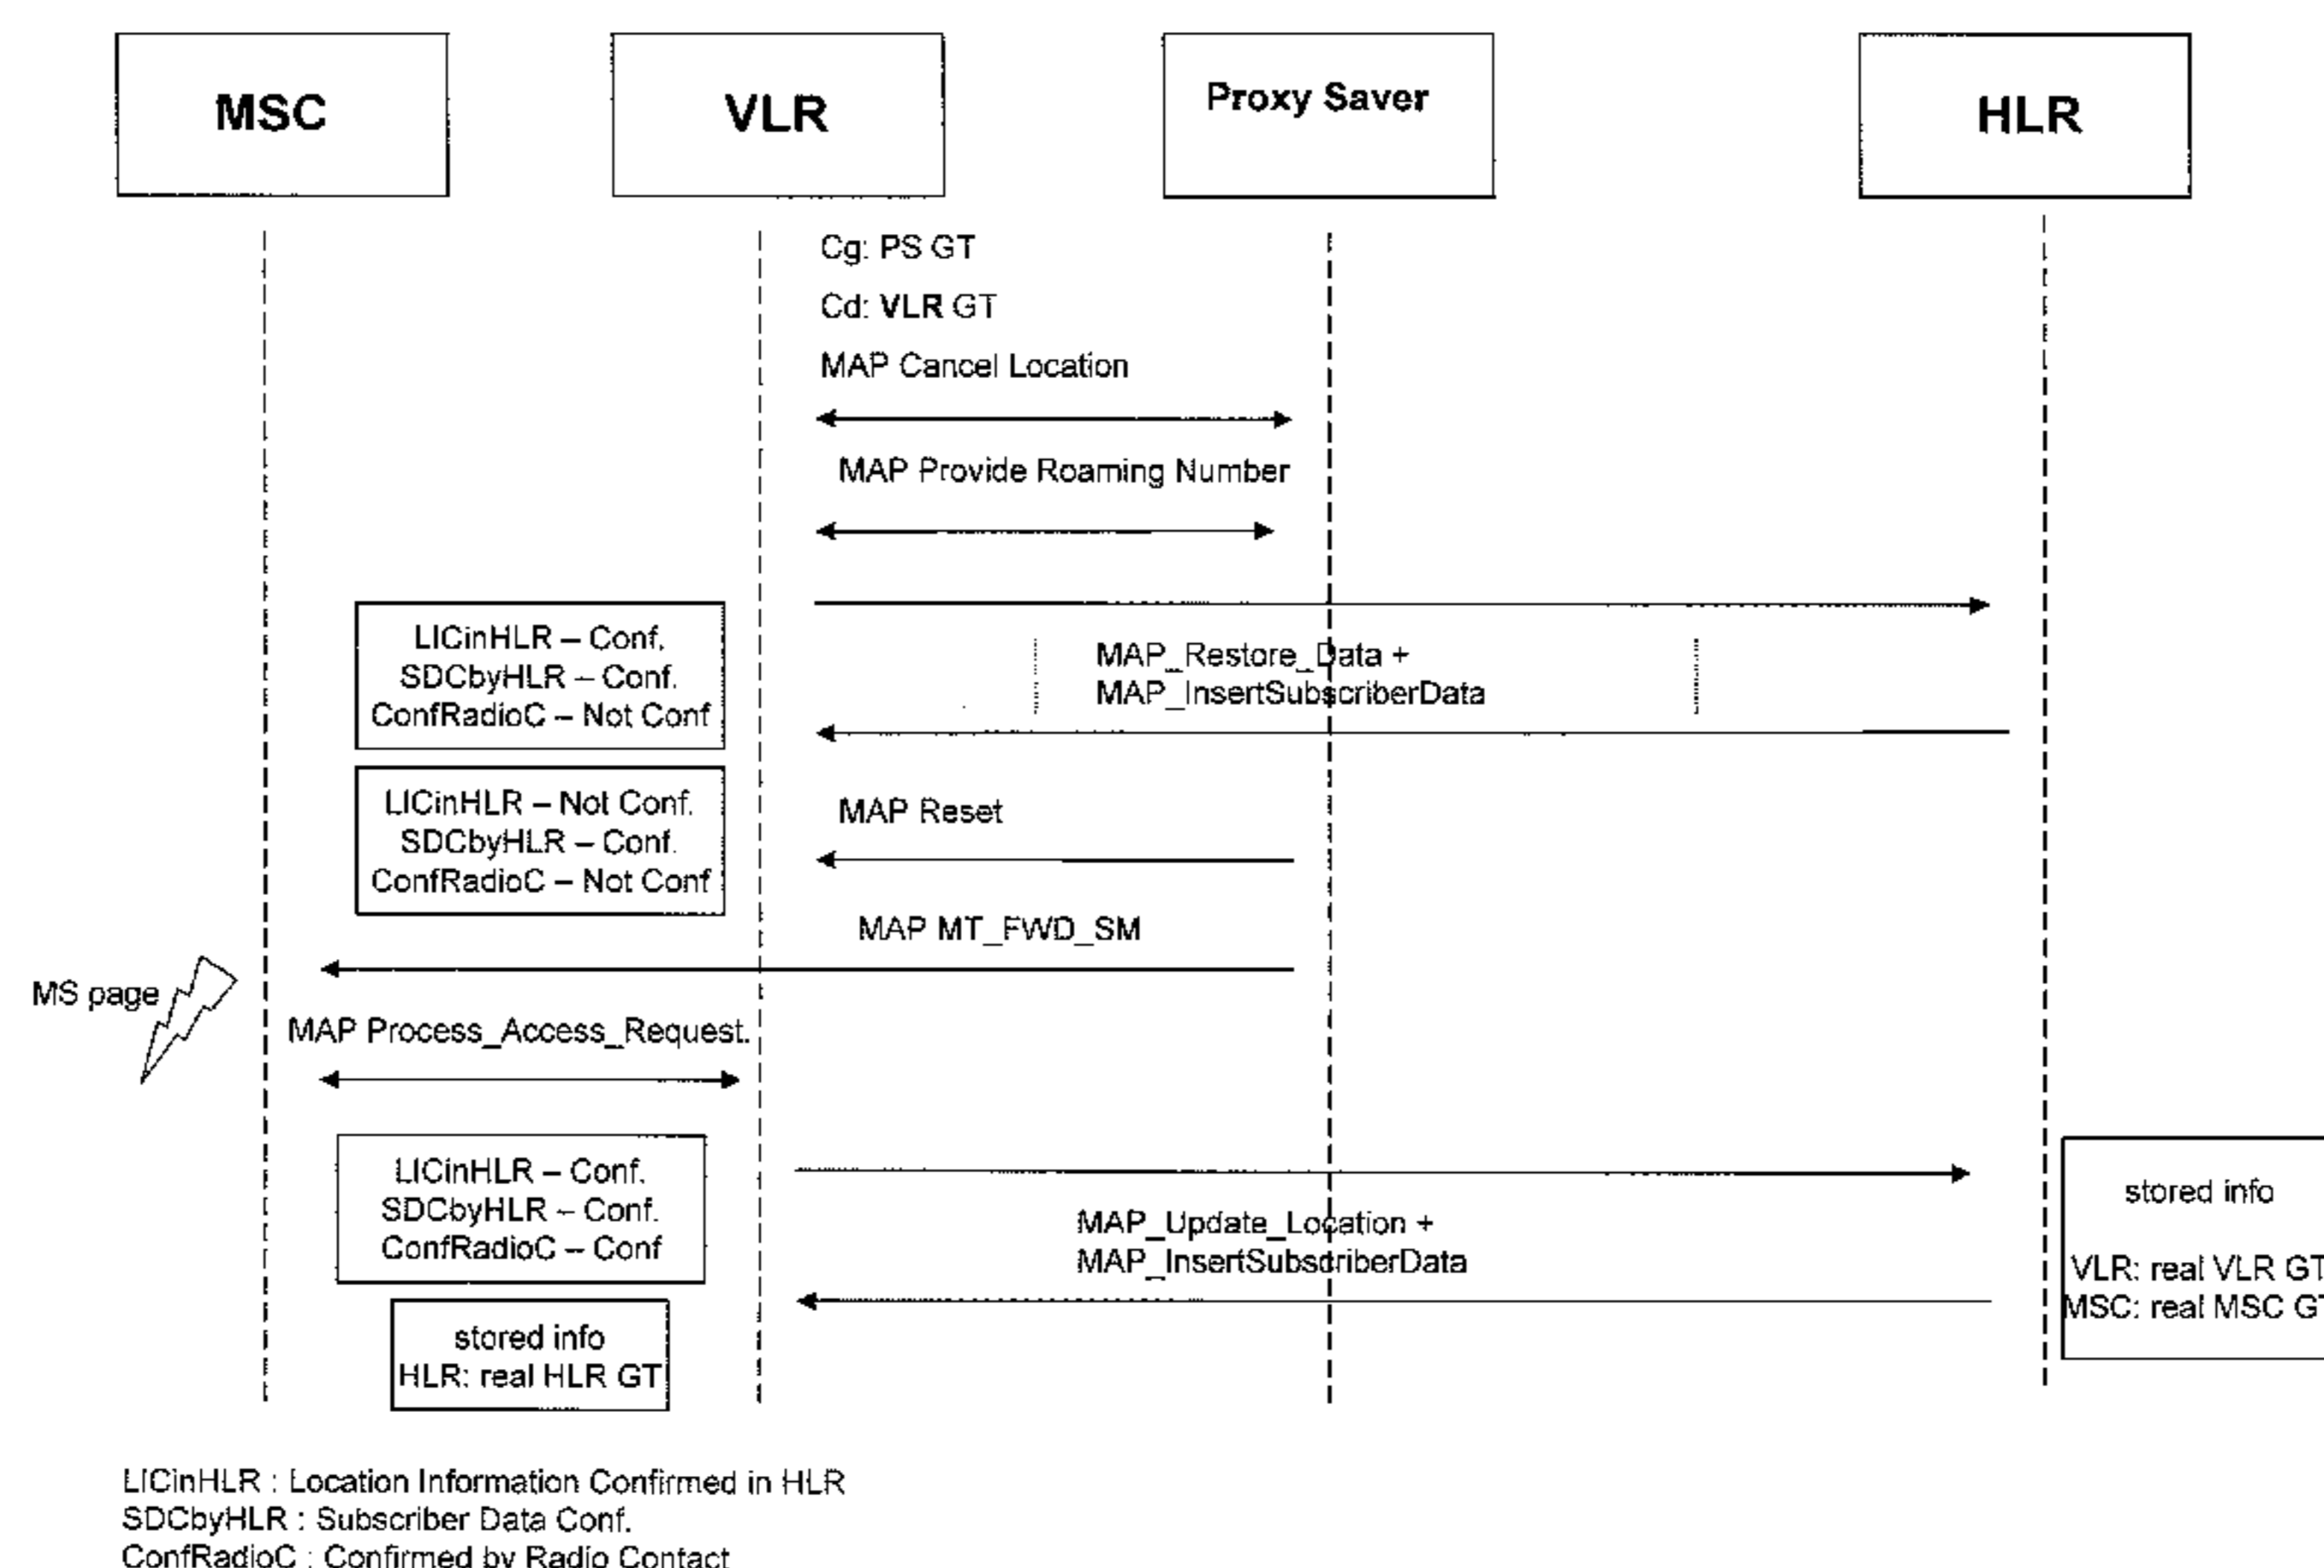 MSC
VLR
Proxy Saver
HLR
Cg: PS GT
Cd: VLR GT
MAP Cancel Location
MAP Provide Roaming Number
LICinHLR – Conf.
SDCbyHLR – Conf.
ConfRadioC – Not Conf
MAP_Restore_Data +
MAP_InsertSubscriberData
LICinHLR – Not Conf.
SDCbyHLR – Conf.
ConfRadioC – Not Conf
MAP Reset
MAP MT_FWD_SM
MS page
MAP Process_Access_Request.
LICinHLR – Conf.
SDCbyHLR – Conf.
ConfRadioC – Conf
MAP_Update_Location +
MAP_InsertSubscriberData
stored info
VLR: real VLR GT
MSC: real MSC GT
stored info
HLR: real HLR GT
LICinHLR : Location Information Confirmed in HLR
SDCbyHLR : Subscriber Data Conf.
ConfRadioC : Confirmed by Radio Contact